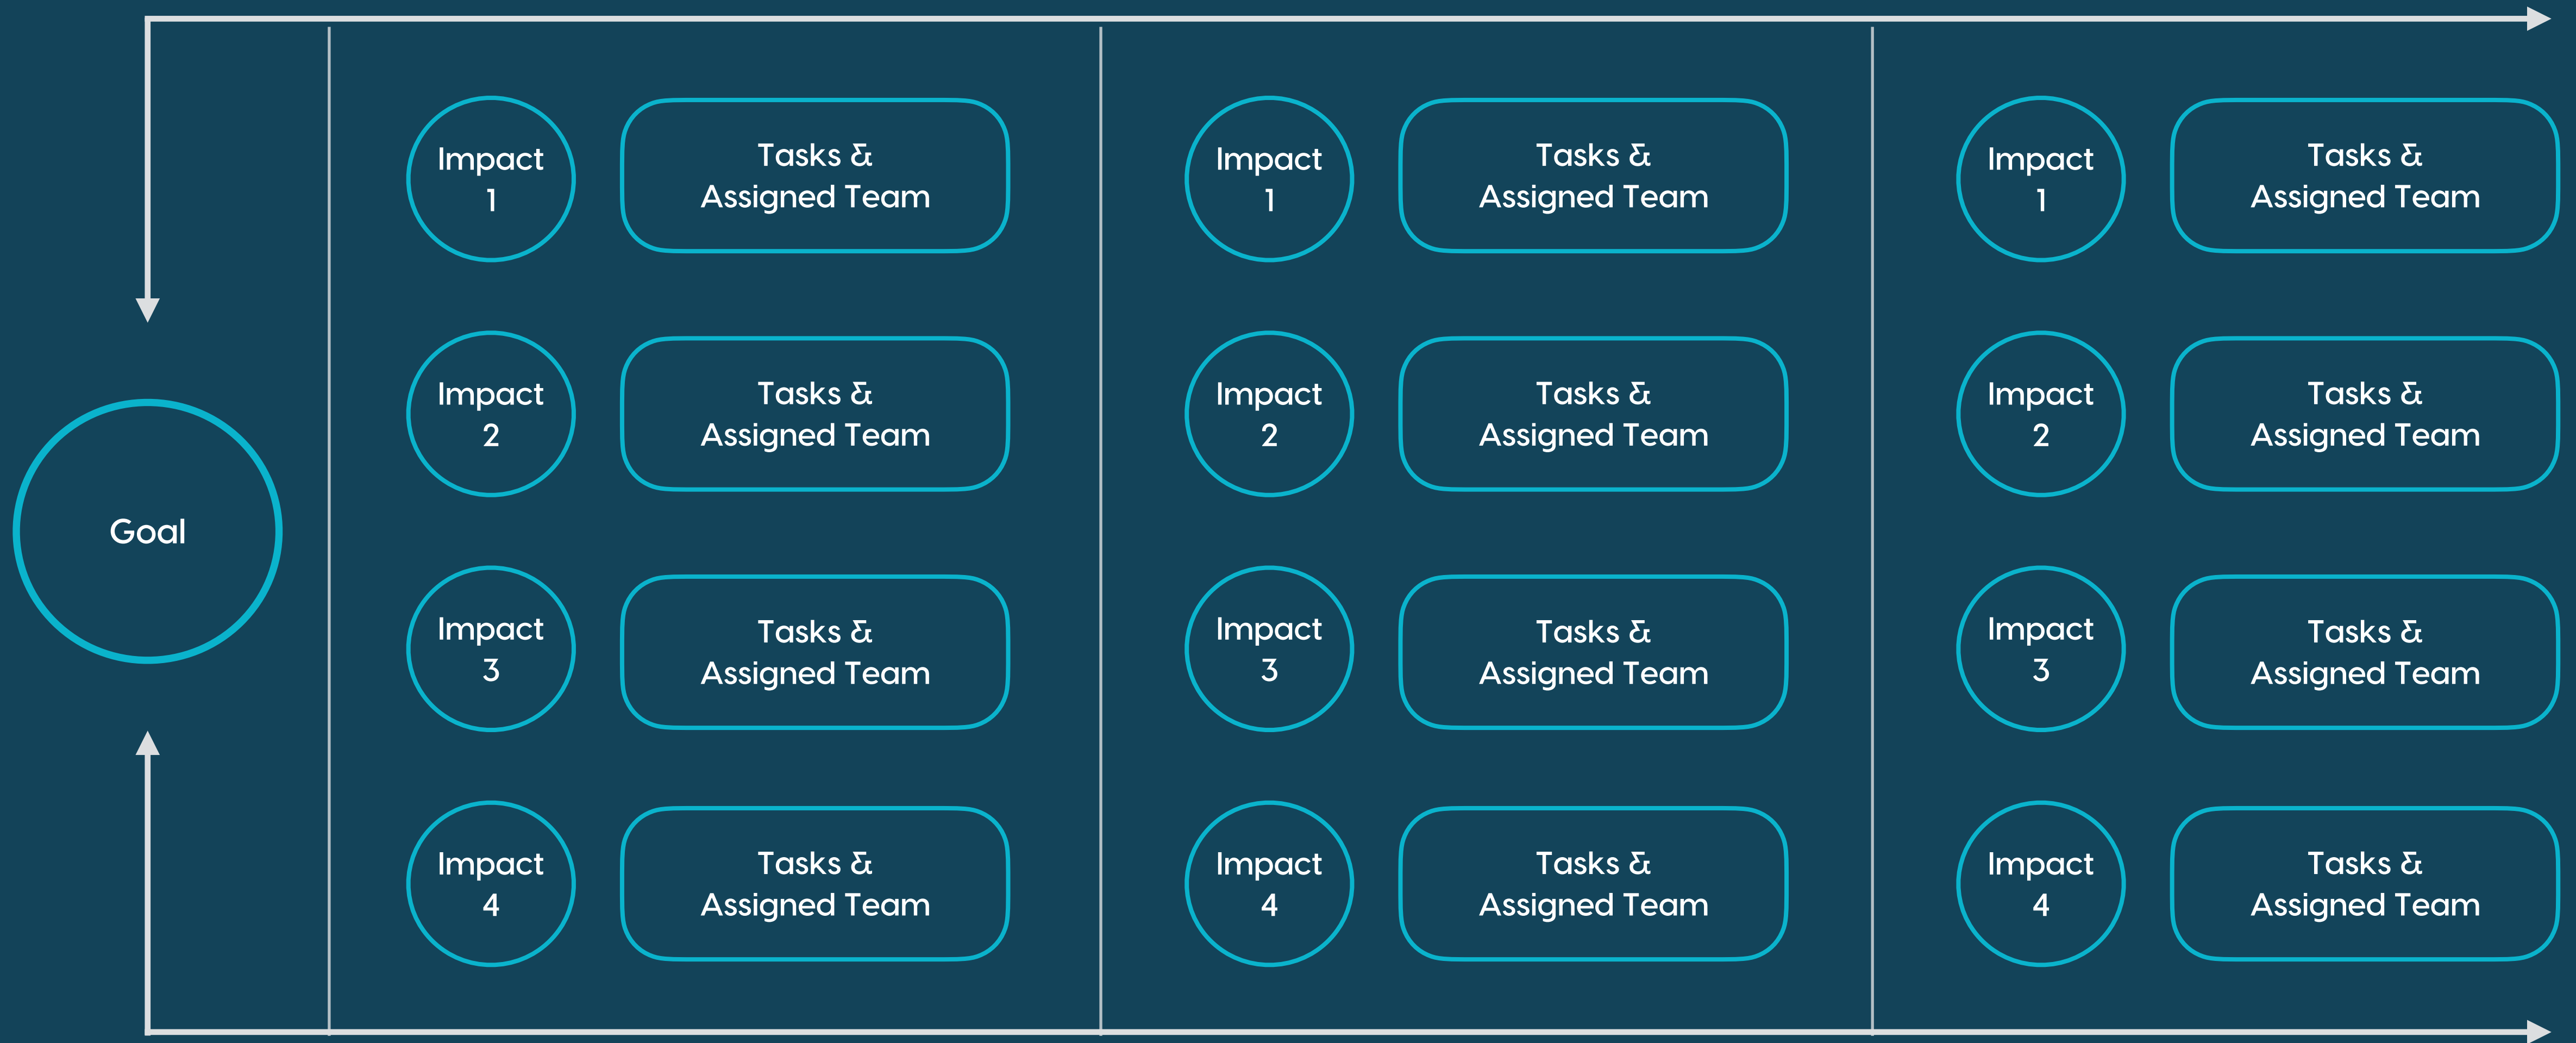 Goal
Impact
1
Tasks &
Assigned Team
Impact
2
Tasks &
Assigned Team
Impact
3
Tasks &
Assigned Team
Impact
4
Tasks &
Assigned Team
Impact
1
Tasks &
Assigned Team
Impact
2
Tasks &
Assigned Team
Impact
3
Tasks &
Assigned Team
Impact
4
Tasks &
Assigned Team
Impact
1
Tasks &
Assigned Team
Impact
2
Tasks &
Assigned Team
Impact
3
Tasks &
Assigned Team
Impact
4
Tasks &
Assigned Team